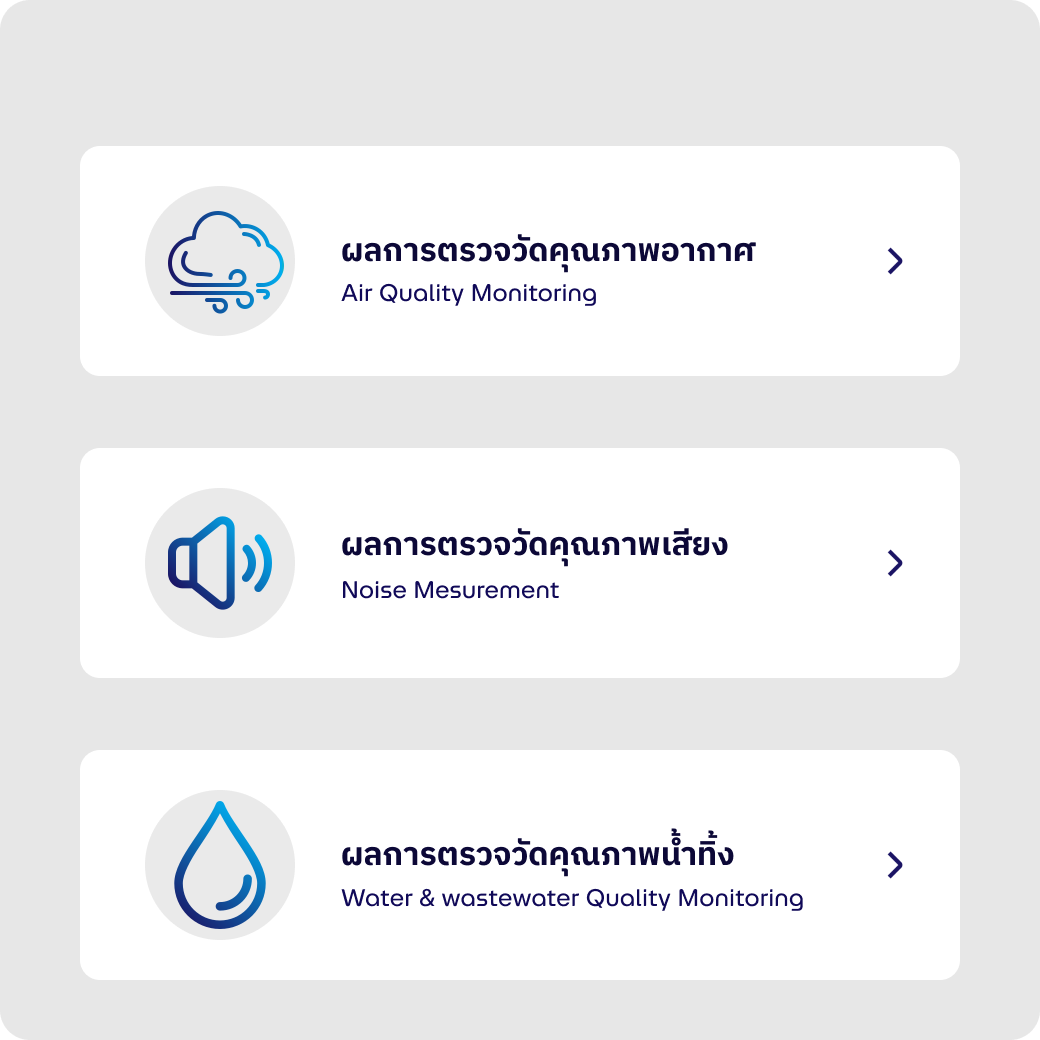 ผลการตรวจวัดคุณภาพอากาศ
Air Quality Monitoring
ผลการตรวจวัดคุณภาพเสียง
Noise Mesurement
ผลการตรวจวัดคุณภาพน้ำทิ้ง
Water & wastewater Quality Monitoring